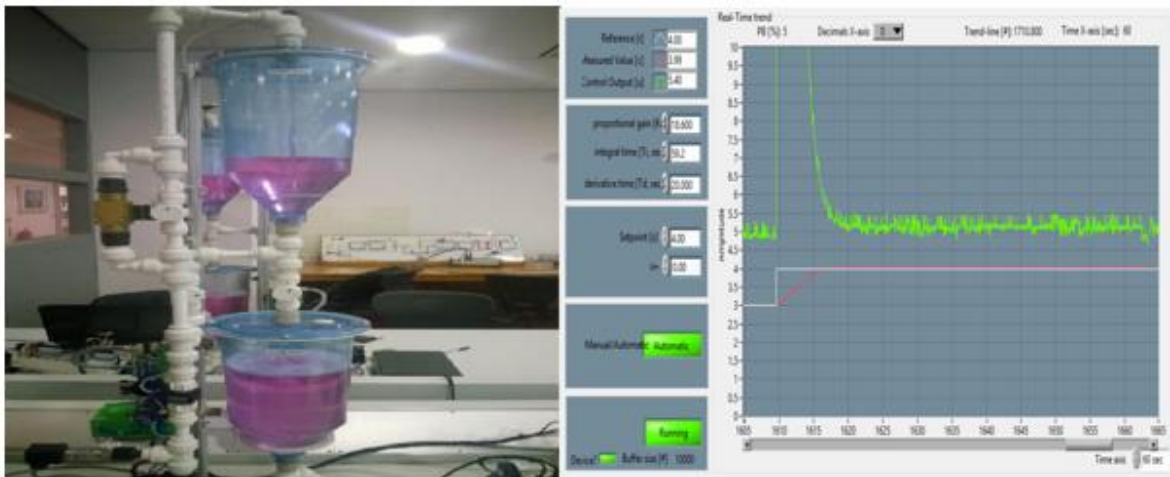 Real-Time trend
PB [%]: 5 Decimals X-axis 0 Trend-line [#]: 1710,000 Time X-axis [sec]: 60
Reference [r] 4.00
Measured Value [c] 3.99
Control Output [u] 5.40
proportional gain 18,600
integral time [Ti, 59.2
derivative time [Td, sec] 20,000
Setpoint [s] 4.00
0.00
Manual/Automatic Automatic
Running
Device? Buffer size [#] 10000
Amplitude
10
9.5
9
8.5
8
7.5
7
6.5
6
5.5
5
4.5
4
3.5
3
2.5
2
1.5
1
0.5
0
1605 1610 1615 1620 1625 1630 1635 1640 1645 1650 1655 1660 1665
Time axis 60 sec